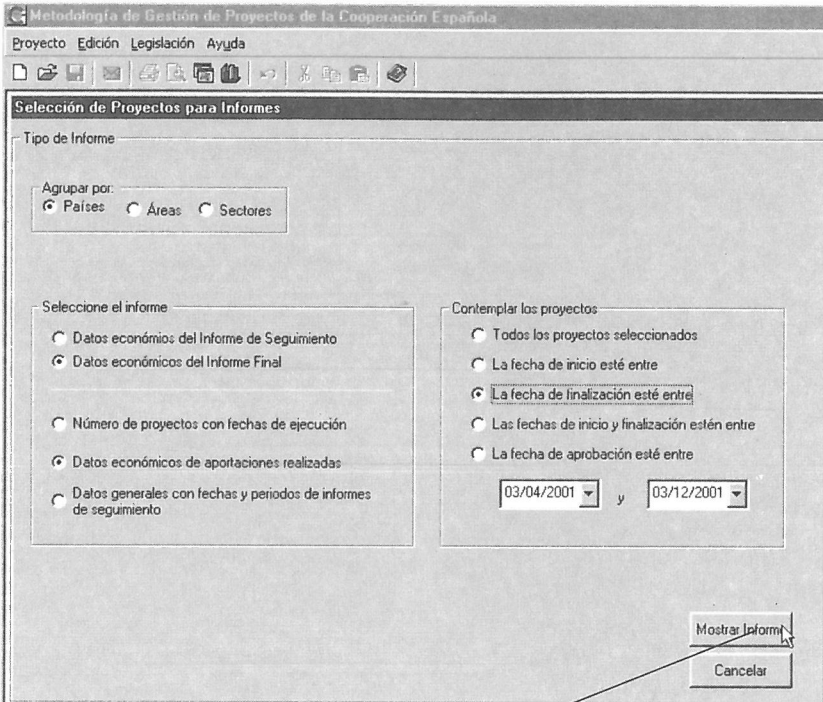 Metodología de Gestión de Proyectos de la Cooperación Española
Proyecto Edición Legislación Ayuda
Selección de Proyectos para Informes
Tipo de Informe
Agrupar por:
Países Áreas Sectores
Seleccione el informe
Datos económios del Informe de Seguimiento
Datos económicos del Informe Final
Número de proyectos con fechas de ejecución
Datos económicos de aportaciones realizadas
Datos generales con fechas y periodos de informes
de seguimiento
Contemplar los proyectos
Todos los proyectos seleccionados
La fecha de inicio esté entre
La fecha de finalización esté entre
Las fechas de inicio y finalización estén entre
La fecha de aprobación esté entre
03/04/2001 y 03/12/2001
Mostrar Informe
Cancelar